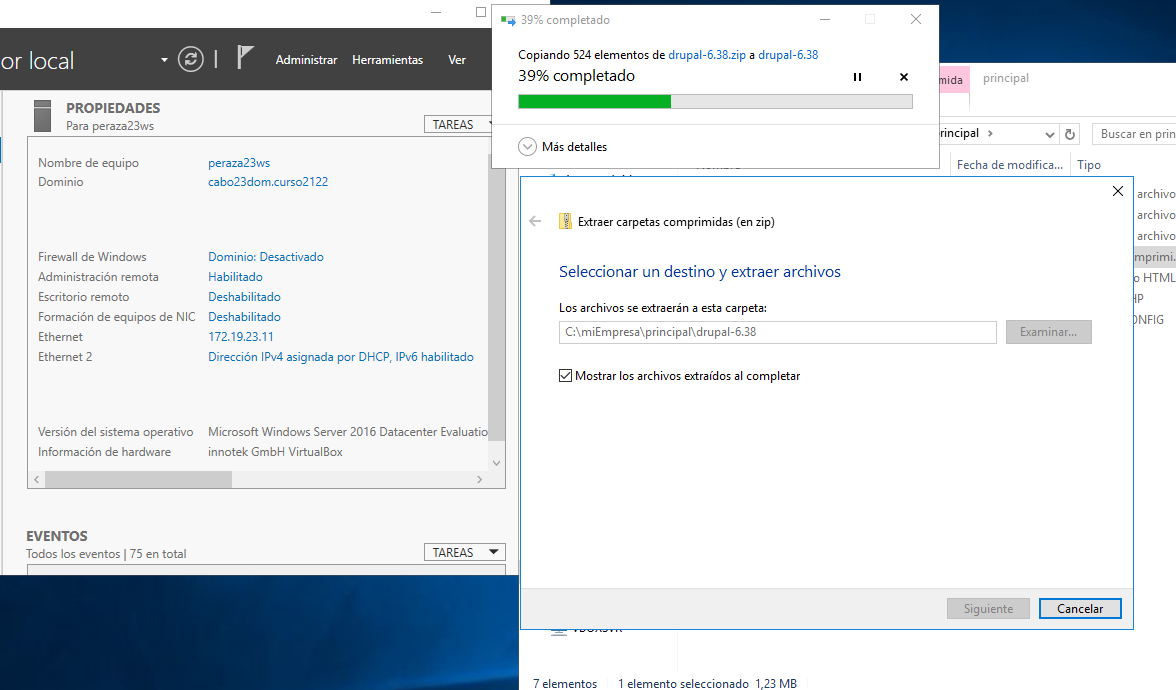 39% completado
Copiando 524 elementos de drupal-6.38.zip a drupal-6.38
39% completado
Más detalles
or local
Administrar Herramientas Ver
PROPIEDADES
Para peraza23ws
TAREAS
Nombre de equipo peraza23ws
Dominio cabo23dom.curso2122
Firewall de Windows Dominio: Desactivado
Administración remota Habilitado
Escritorio remoto Deshabilitado
Formación de equipos de NIC Deshabilitado
Ethernet 172.19.23.11
Ethernet 2 Dirección IPv4 asignada por DHCP, IPv6 habilitado
Versión del sistema operativo Microsoft Windows Server 2016 Datacenter Evaluatio
Información de hardware innotek GmbH VirtualBox
EVENTOS
Todos los eventos | 75 en total
TAREAS
mida principal
rincipal
Buscar en prin
Fecha de modifica... Tipo
archivo
archivo
archivo
mprimi.
o HTML
HP
ONFIG
Extraer carpetas comprimidas (en zip)
Seleccionar un destino y extraer archivos
Los archivos se extraerán a esta carpeta:
C:\miEmpresa\principal\drupal-6.38
Examinar...
Mostrar los archivos extraídos al completar
Siguiente Cancelar
7 elementos 1 elemento seleccionado 1,23 MB